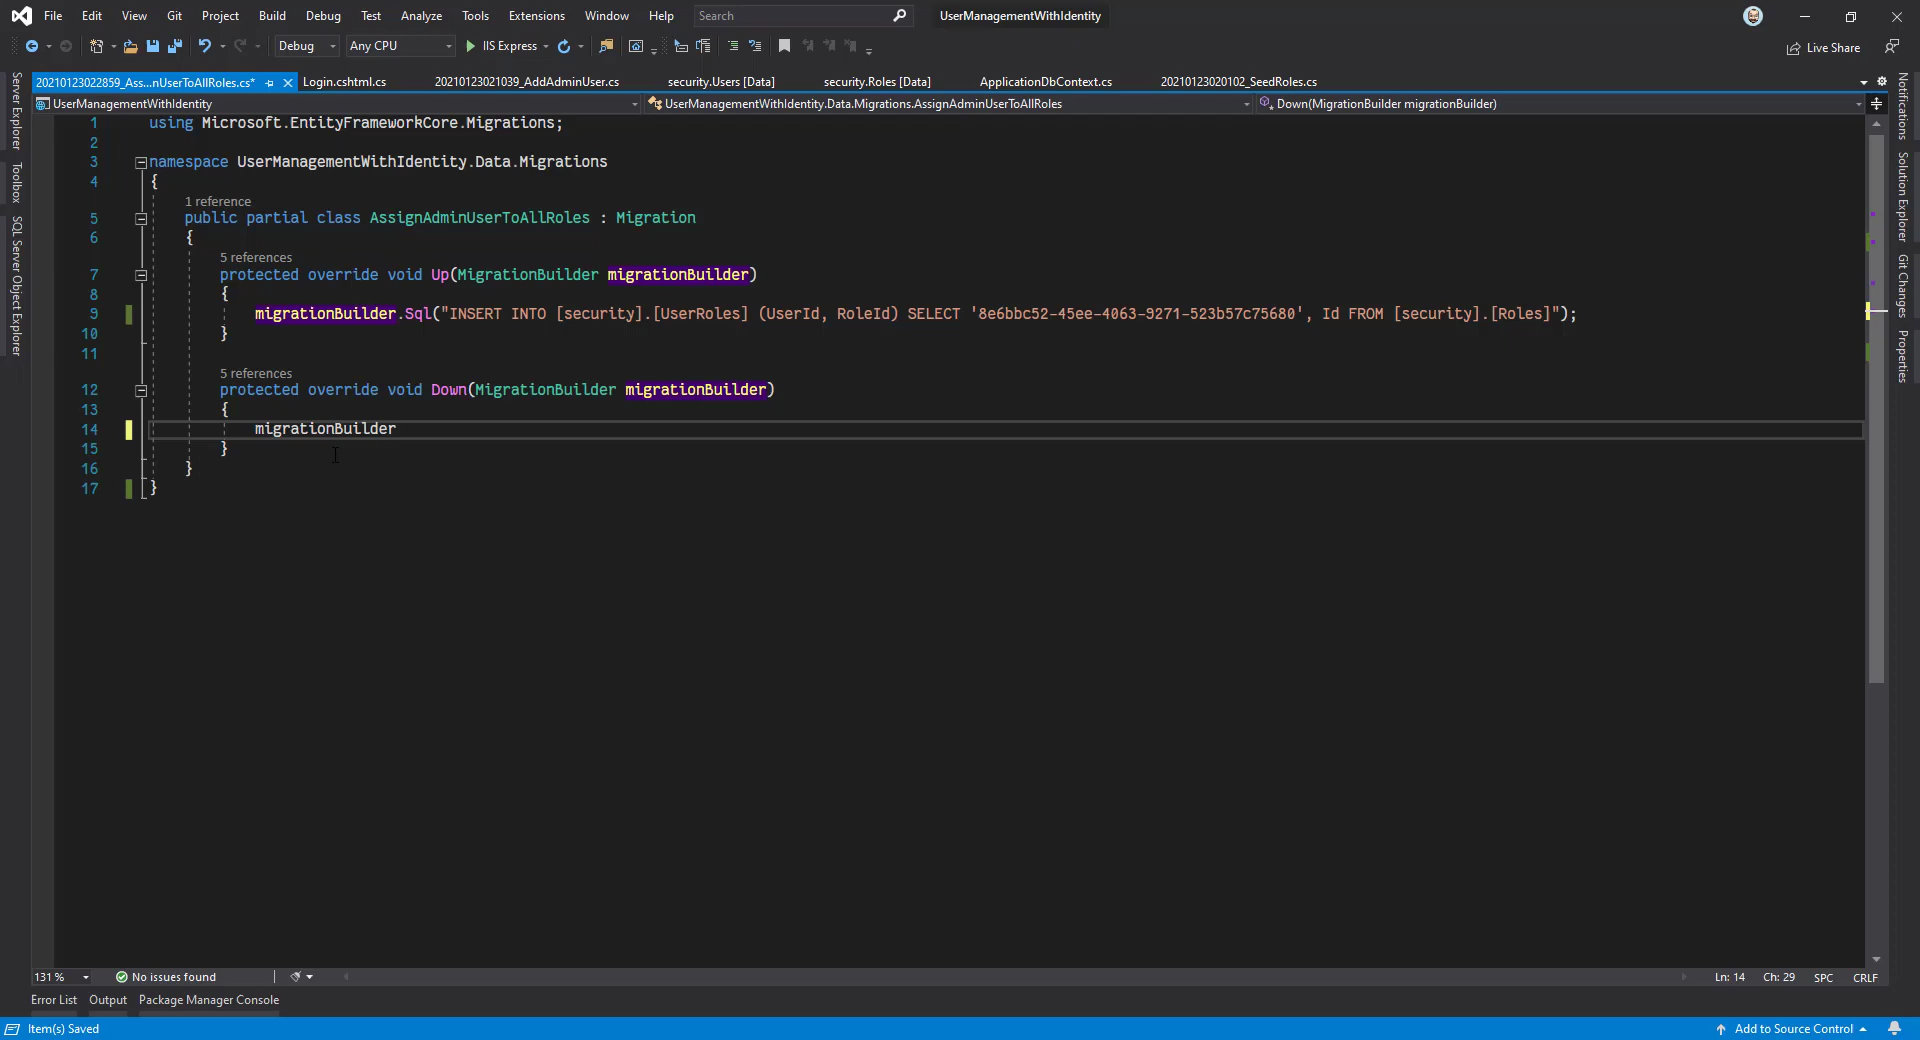 File Edit View Git Project Build Debug Test Analyze Tools Extensions Window Help Search UserManagementWithIdentity
Debug Any CPU IIS Express Live Share
20210123022859_Ass...nUserToAllRoles.cs* Login.cshtml.cs 20210123021039_AddAdminUser.cs security.Users [Data] security.Roles [Data] ApplicationDbContext.cs 20210123020102_SeedRoles.cs
UserManagementWithIdentity UserManagementWithIdentity.Data.Migrations.AssignAdminUserToAllRoles Down(MigrationBuilder migrationBuilder)
Server Explorer
Toolbox
SQL Server Object Explorer
1 using Microsoft.EntityFrameworkCore.Migrations;
2
3 namespace UserManagementWithIdentity.Data.Migrations
4 {
1 reference
5 public partial class AssignAdminUserToAllRoles : Migration
6 {
5 references
7 protected override void Up(MigrationBuilder migrationBuilder)
8 {
9 migrationBuilder.Sql("INSERT INTO [security].[UserRoles] (UserId, RoleId) SELECT '8e6bbc52-45ee-4063-9271-523b57c75680', Id FROM [security].[Roles]");
10 }
11
5 references
12 protected override void Down(MigrationBuilder migrationBuilder)
13 {
14 migrationBuilder
15 }
16 }
17 }
Notifications
Solution Explorer
Git Changes
Properties
131 % No issues found Ln: 14 Ch: 29 SPC CRLF
Error List Output Package Manager Console
Item(s) Saved Add to Source Control